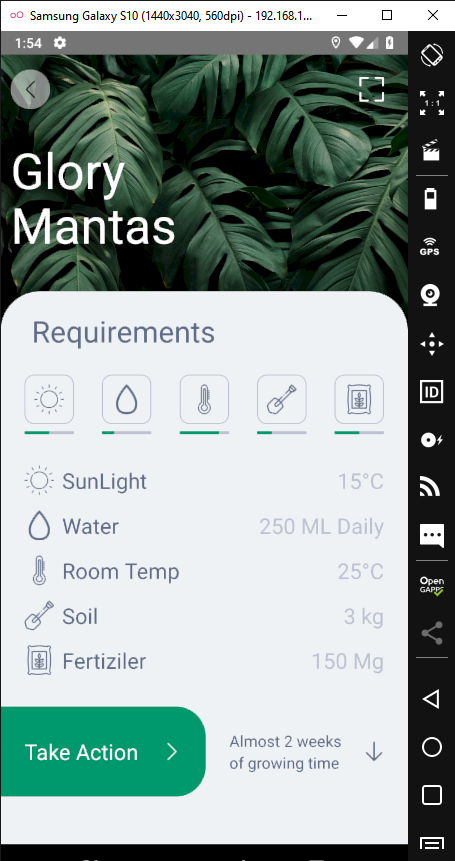 Samsung Galaxy S10 (1440x3040, 560dpi) - 192.168.1...
1:54
1:1
Glory
Mantas
GPS
Requirements
ID
SunLight 15°C
Water 250 ML Daily
Room Temp 25°C
Open
GAPPS
Soil 3 kg
Fertiziler 150 Mg
Take Action
Almost 2 weeks
of growing time